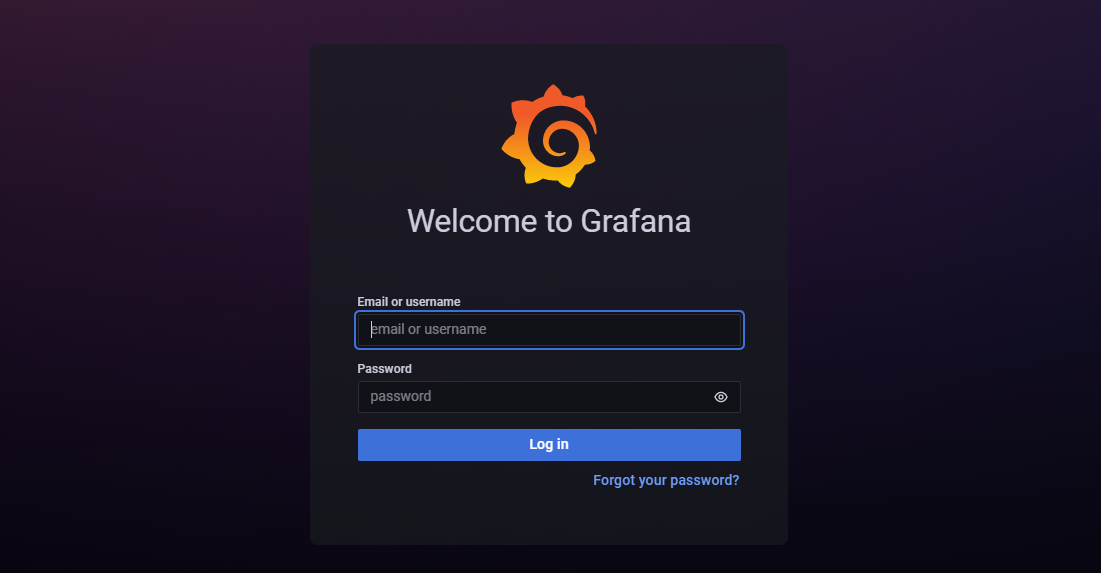 Welcome to Grafana
Email or username
email or username
Password
password
Log in
Forgot your password?